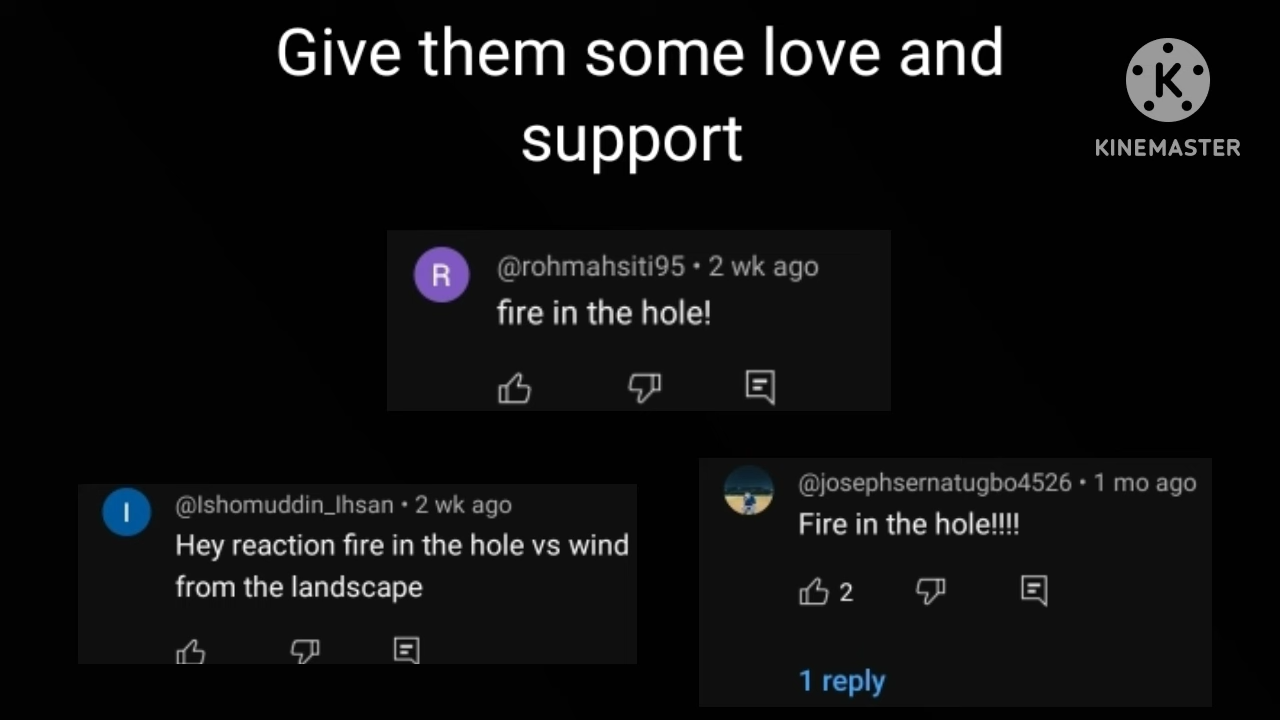 Give them some love and
support
K
KINEMASTER
R
@rohmahsiti95 • 2 wk ago
fire in the hole!
I
@Ishomuddin_Ihsan • 2 wk ago
Hey reaction fire in the hole vs wind
from the landscape
@josephsernatugbo4526 • 1 mo ago
Fire in the hole!!!!
2
1 reply